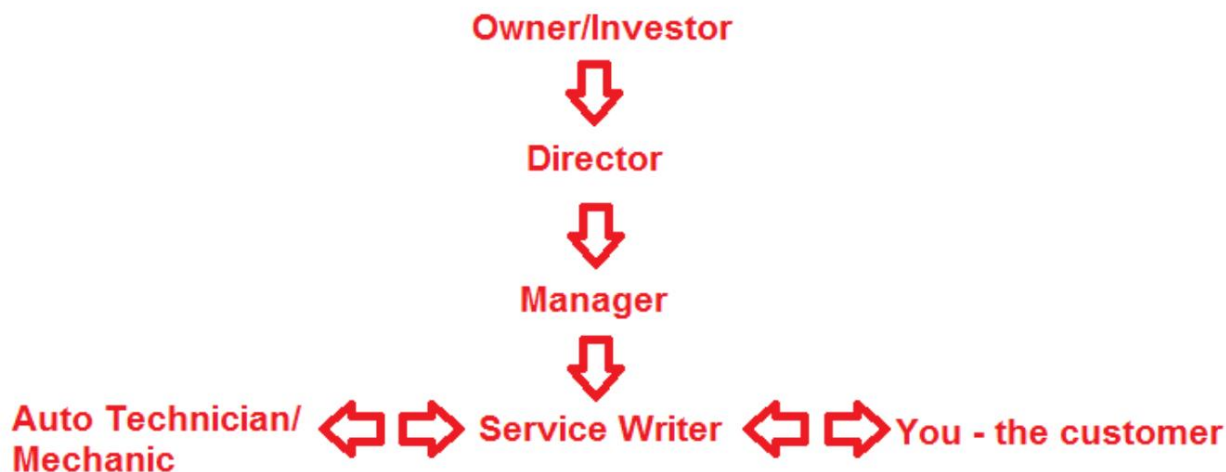 Owner/Investor
Director
Manager
Auto Technician/
Mechanic
Service Writer
You - the customer